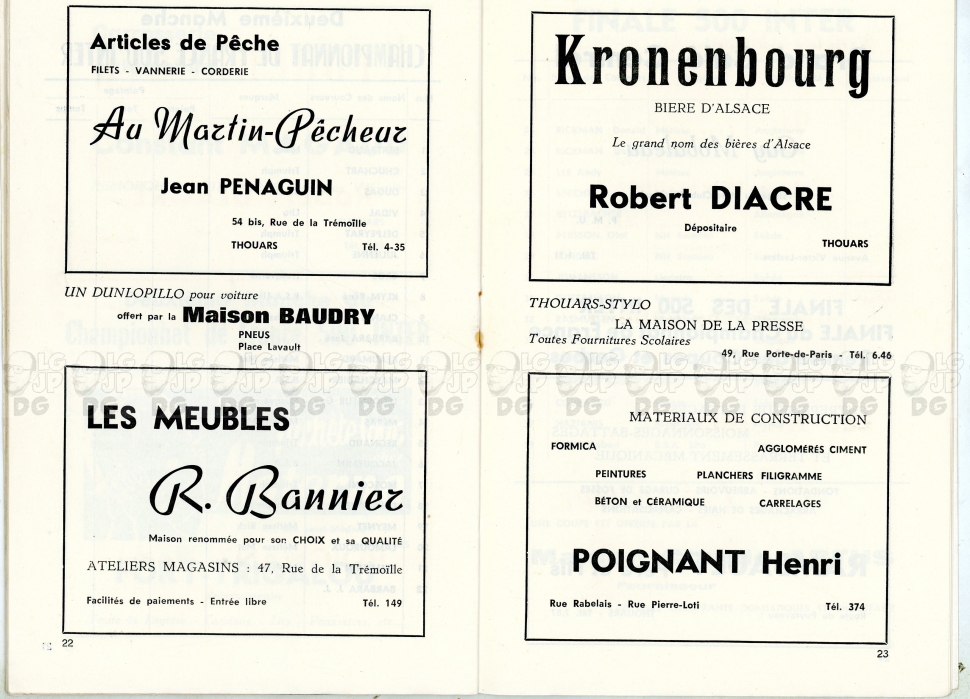 Articles de Pêche
FILETS - VANNERIE - CORDERIE
Au Martin-Pêcheur
Jean PENAGUIN
54 bis, Rue de la Trémoïlle
THOUARS Tél. 4-35
UN DUNLOPILLO pour voiture
offert par la Maison BAUDRY
PNEUS
Place Lavault
LES MEUBLES
R. Bannier
Maison renommée pour son CHOIX et sa QUALITÉ
ATELIERS MAGASINS : 47, Rue de la Trémoïlle
Facilités de paiements - Entrée libre Tél. 149
22
Kronenbourg
BIERE D'ALSACE
Le grand nom des bières d'Alsace
Robert DIACRE
Dépositaire
THOUARS
THOUARS-STYLO
LA MAISON DE LA PRESSE
Toutes Fournitures Scolaires
49, Rue Porte-de-Paris - Tél. 6.46
MATERIAUX DE CONSTRUCTION
FORMICA AGGLOMÉRÉS CIMENT
PEINTURES PLANCHERS FILIGRAMME
BÉTON et CÉRAMIQUE CARRELAGES
POIGNANT Henri
Rue Rabelais - Rue Pierre-Loti Tél. 374
23